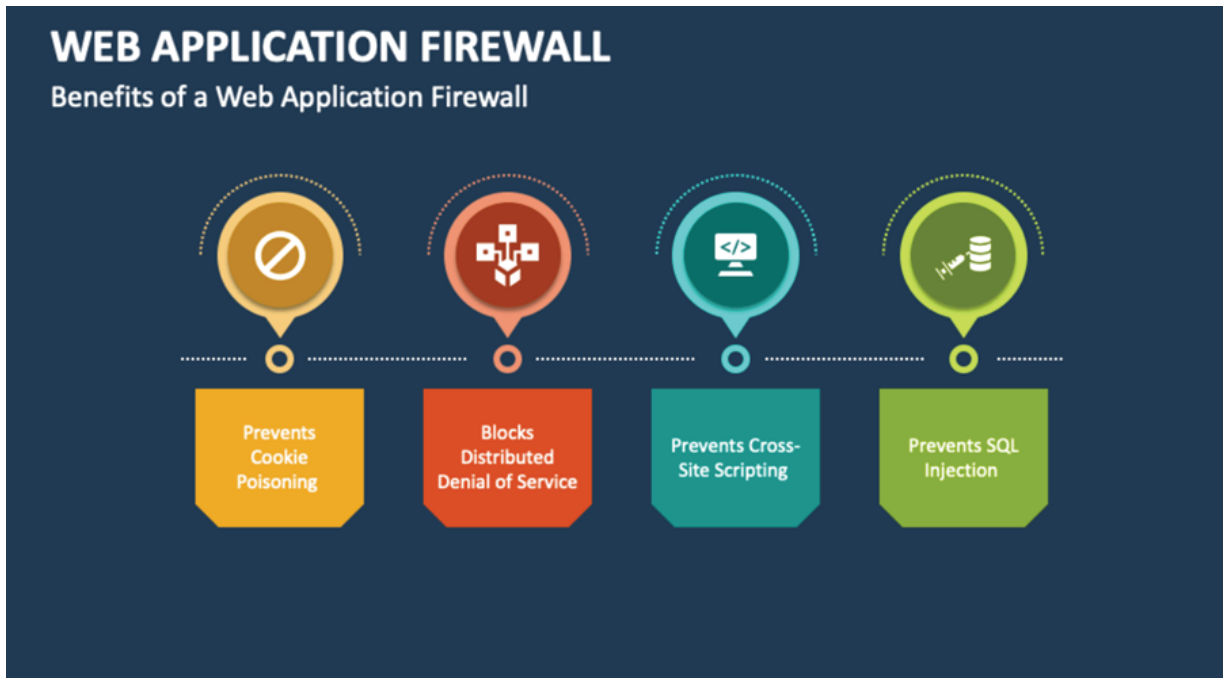 WEB APPLICATION FIREWALL
Benefits of a Web Application Firewall
</>
Prevents
Cookie
Poisoning
Blocks
Distributed
Denial of Service
Prevents Cross-
Site Scripting
Prevents SQL
Injection